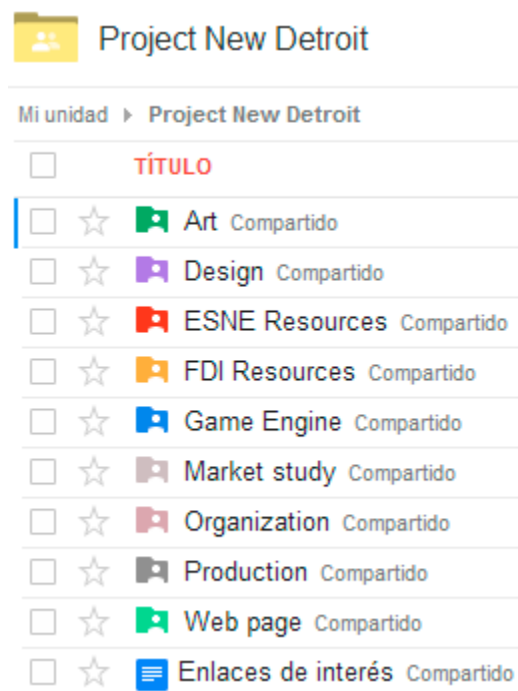 Project New Detroit
Mi unidad Project New Detroit
TÍTULO
Art Compartido
Design Compartido
ESNE Resources Compartido
FDI Resources Compartido
Game Engine Compartido
Market study Compartido
Organization Compartido
Production Compartido
Web page Compartido
Enlaces de interés Compartido